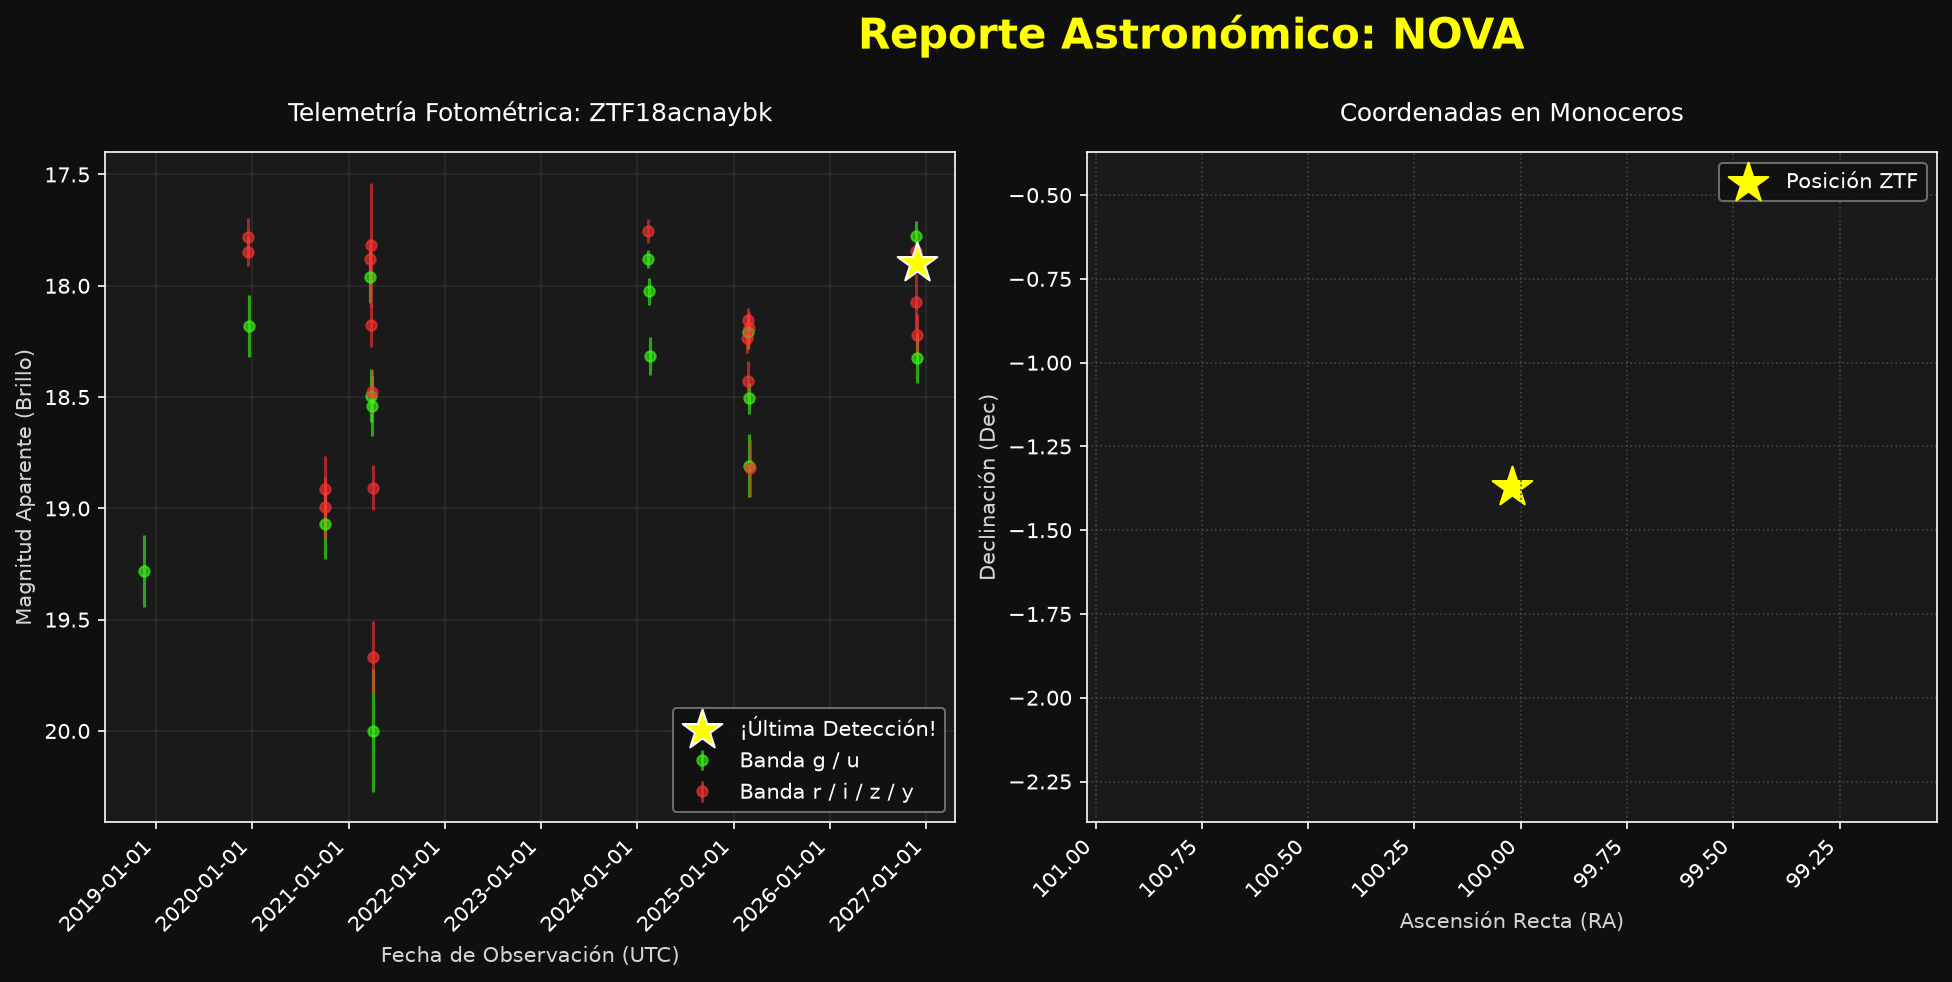 Reporte Astronómico: NOVA
Telemetría Fotométrica: ZTF18acnaybk
Magnitud Aparente (Brillo)
17.5
18.0
18.5
19.0
19.5
20.0
¡Última Detección!
Banda g / u
Banda r / i / z / y
2019-01-01
2020-01-01
2021-01-01
2022-01-01
2023-01-01
2024-01-01
2025-01-01
2026-01-01
2027-01-01
Fecha de Observación (UTC)
Coordenadas en Monoceros
Declinación (Dec)
−0.50
−0.75
−1.00
−1.25
−1.50
−1.75
−2.00
−2.25
Posición ZTF
101.00
100.75
100.50
100.25
100.00
99.75
99.50
99.25
Ascensión Recta (RA)